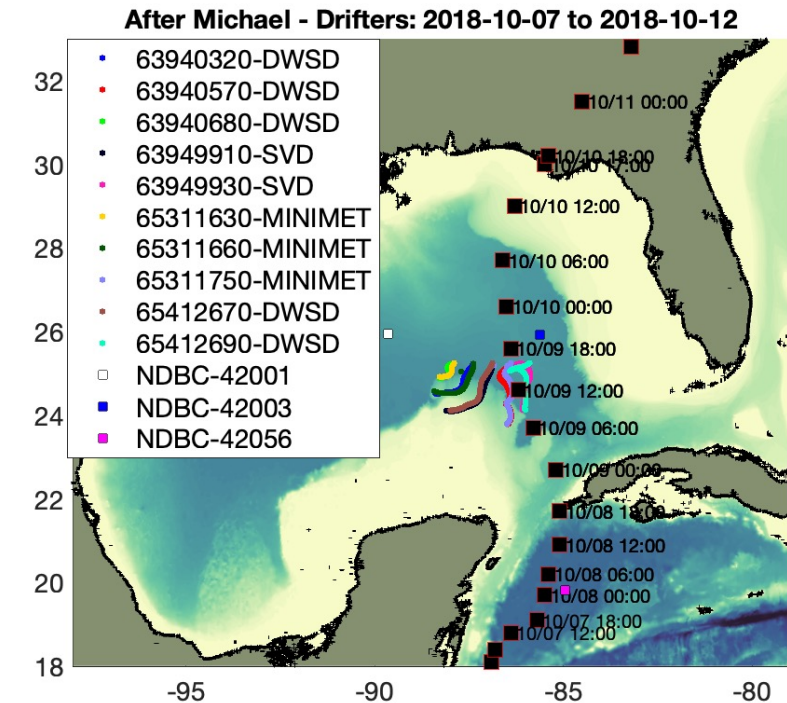 After Michael - Drifters: 2018-10-07 to 2018-10-12
63940320-DWSD
63940570-DWSD
63940680-DWSD
63949910-SVD
63949930-SVD
65311630-MINIMET
65311660-MINIMET
65311750-MINIMET
65412670-DWSD
65412690-DWSD
NDBC-42001
NDBC-42003
NDBC-42056
32
30
28
26
24
22
20
18
-95
-90
-85
-80
10/11 00:00
10/10 18:00
10/10 17:00
10/10 12:00
10/10 06:00
10/10 00:00
10/09 18:00
10/09 12:00
10/09 06:00
10/09 00:00
10/08 18:00
10/08 12:00
10/08 06:00
10/08 00:00
10/07 18:00
10/07 12:00